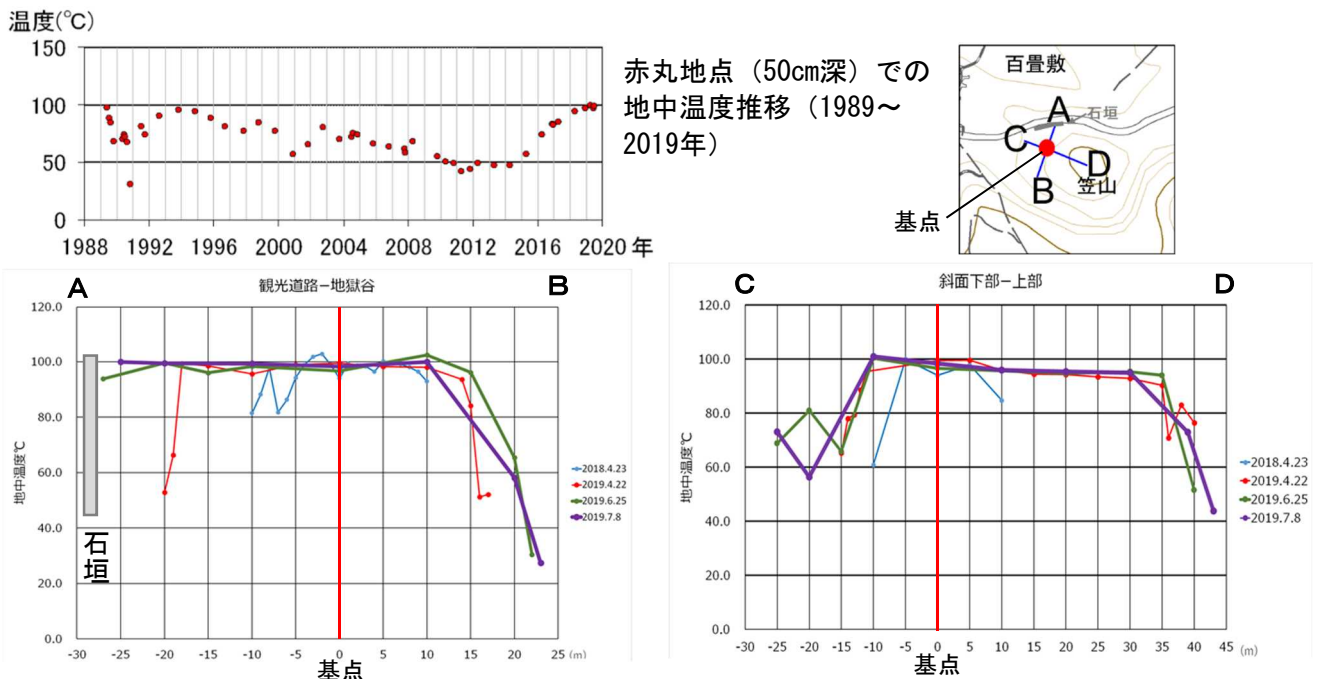 温度(℃)
150
100
50
0
1988 1992 1996 2000 2004 2008 2012 2016 2020 年
赤丸地点（50cm深）での
地中温度推移（1989～
2019年）
百畳敷
A
石垣
C
D
B
笠山
基点
A
観光道路−地獄谷
B
120.0
100.0
80.0
60.0
40.0
20.0
0.0
地中温度℃
石垣
2018.4.23
2019.4.22
2019.6.25
2019.7.8
-30 -25 -20 -15 -10 -5 0 5 10 15 20 25 (m)
基点
C
斜面下部−上部
D
120.0
100.0
80.0
60.0
40.0
20.0
0.0
地中温度℃
2018.4.23
2019.4.22
2019.6.25
2019.7.8
-30 -25 -20 -15 -10 -5 0 5 10 15 20 25 30 35 40 45 (m)
基点